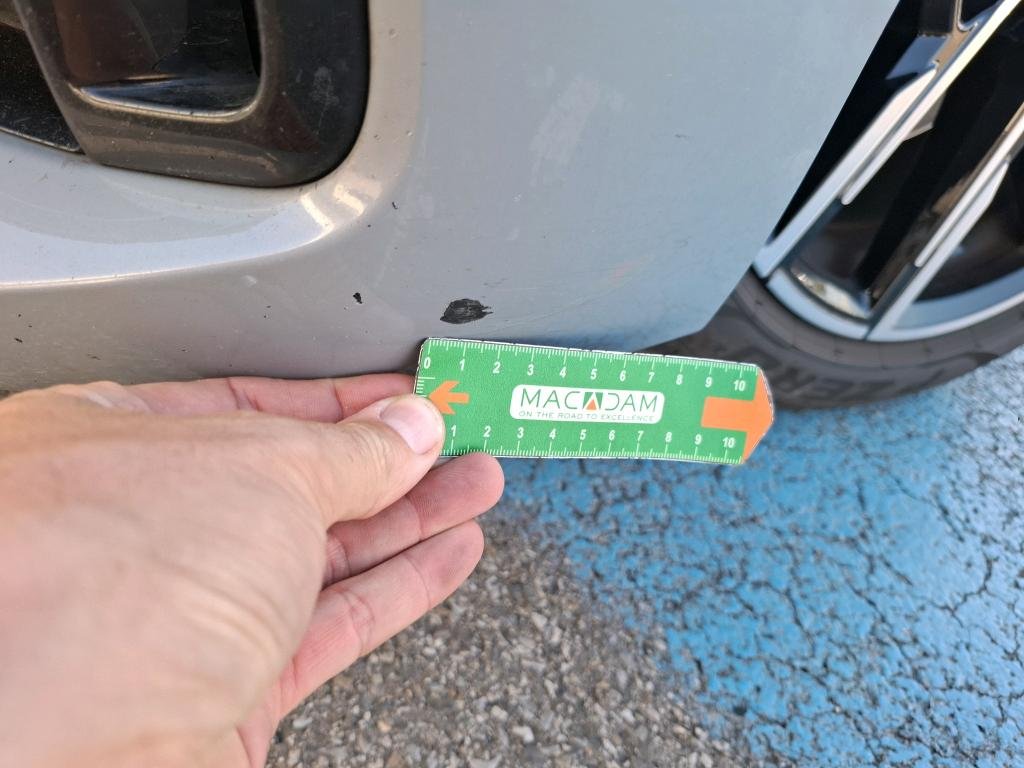 0 1 2 3 4 5 6 7 8 9 10
MACADAM
ON THE ROAD TO EXCELLENCE
1 2 3 4 5 6 7 8 9 10
ZER